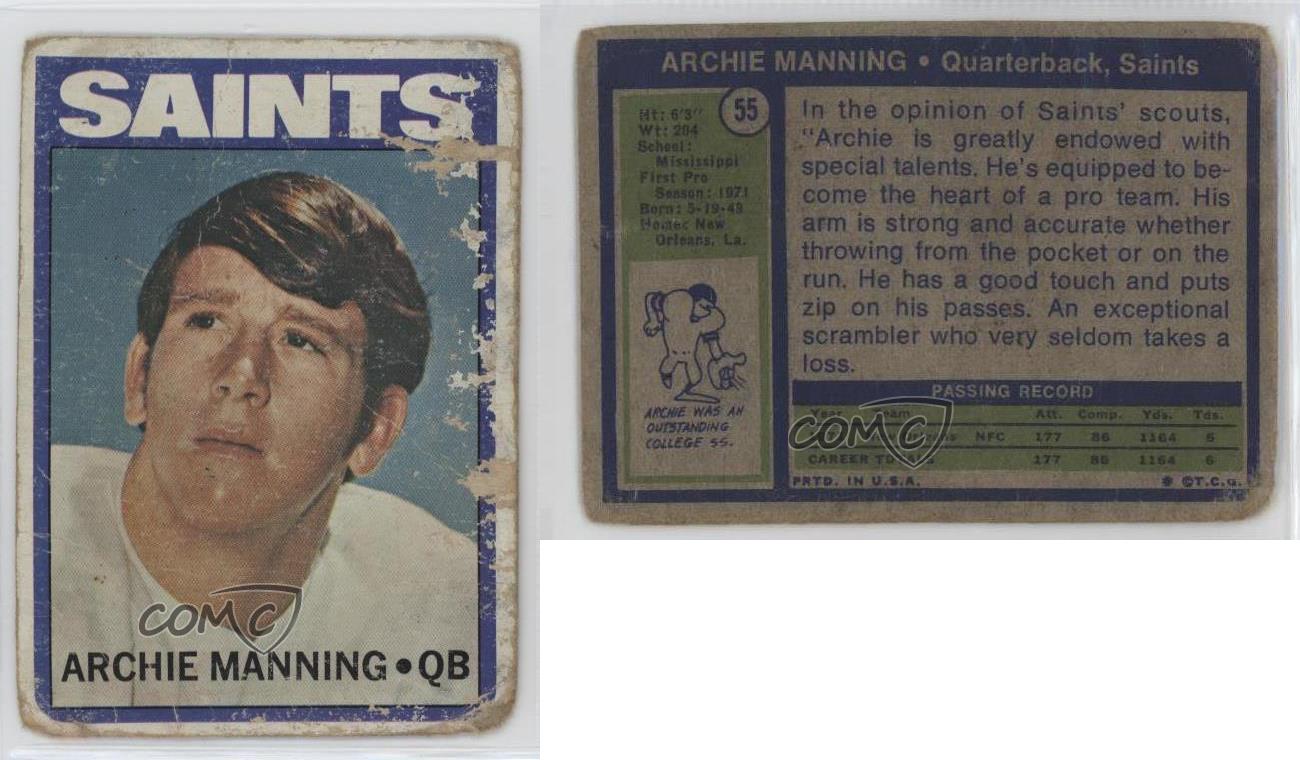 SAINTS
COMC
ARCHIE MANNING • QB
ARCHIE MANNING • Quarterback, Saints
55
Ht: 6'3"
Wt: 204
School:
Mississippi
First Pro
Season: 1971
Born: 5-19-49
Home: New
Orleans, La.
ARCHIE WAS AN
OUTSTANDING
COLLEGE SS.
In the opinion of Saints' scouts,
"Archie is greatly endowed with
special talents. He's equipped to be-
come the heart of a pro team. His
arm is strong and accurate whether
throwing from the pocket or on the
run. He has a good touch and puts
zip on his passes. An exceptional
scrambler who very seldom takes a
loss.
PASSING RECORD
Year Team Att. Comp. Yds. Tds.
NFC 177 86 1164 6
CAREER TOTALS 177 86 1164 6
COMC
PRTD. IN U.S.A. * ©T.C.G.